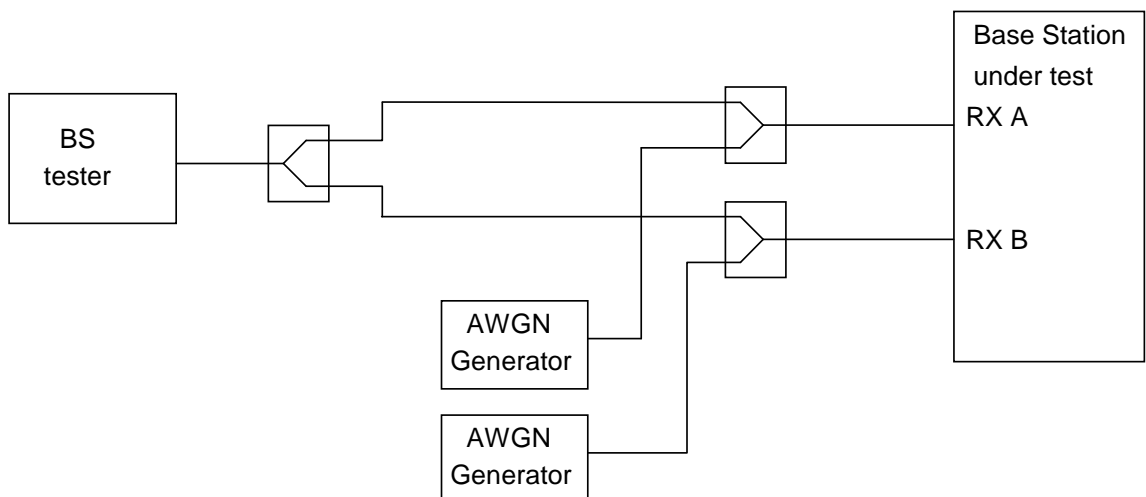 BS
tester
Base Station
under test
RX A
RX B
AWGN
Generator
AWGN
Generator